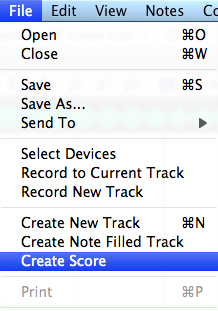 File Edit View Notes Co
Open ⌘O
Close ⌘W
Save ⌘S
Save As...
Send To ▶
Select Devices
Record to Current Track
Record New Track
Create New Track ⌘N
Create Note Filled Track
Create Score
Print ⌘P